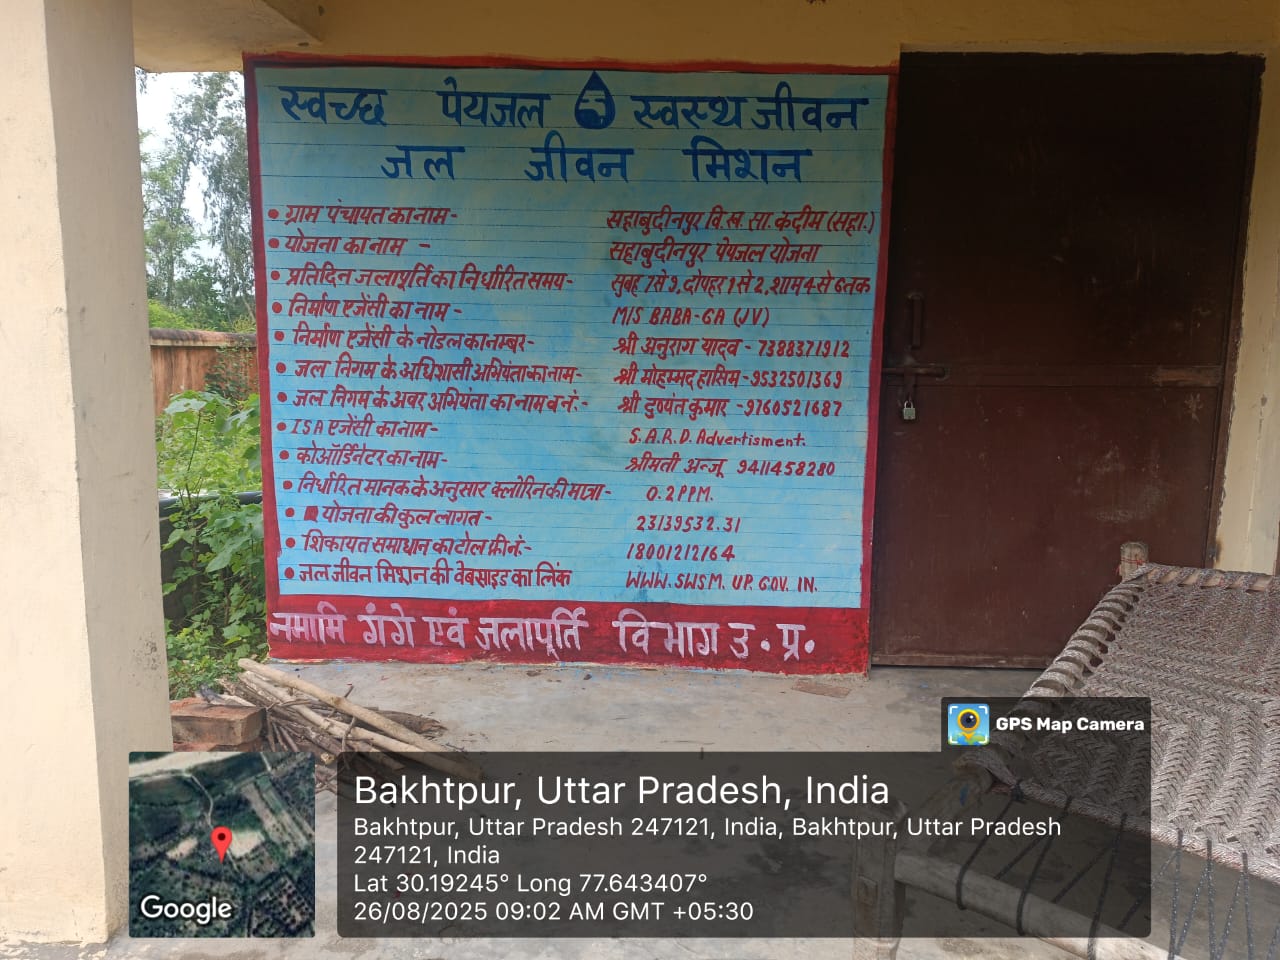 स्वच्छ पेयजल स्वस्थ जीवन
जल जीवन मिशन
• ग्राम पंचायत का नाम - सहाबुदीनपुर वि.ख. सा. कदीम (सहा.)
• योजना का नाम - सहाबुदीनपुर पेयजल योजना
• प्रतिदिन जलापूर्ति का निर्धारित समय - सुबह 7 से 9, दोपहर 1 से 2, शाम 4 से 6 तक
• निर्माण एजेंसी का नाम - M/S BABA-GA (JV)
• निर्माण एजेंसी के नोडल का नम्बर - श्री अनुराग यादव - 7388371912
• जल निगम के अधिशासी अभियंता का नाम - श्री मोहम्मद हासिम - 9532501369
• जल निगम के अवर अभियंता का नाम व नं. - श्री दुष्यंत कुमार - 9760521687
• ISA एजेंसी का नाम - S.A.R.D. Advertisment.
• कोऑर्डिनेटर का नाम - श्रीमती अन्जू 9411458280
• निर्धारित मानक के अनुसार क्लोरिन की मात्रा - 0.2 PPM.
• योजना की कुल लागत - 23139532.31
• शिकायत समाधान का टोल फ्री नं. - 18001212164
• जल जीवन मिशन की वेबसाइड का लिंक WWW.SWSM.UP.GOV.IN.
नमामि गंगे एवं जलापूर्ति विभाग उ.प्र.
GPS Map Camera
Bakhtpur, Uttar Pradesh, India
Bakhtpur, Uttar Pradesh 247121, India, Bakhtpur, Uttar Pradesh
247121, India
Lat 30.19245° Long 77.643407°
26/08/2025 09:02 AM GMT +05:30
Google